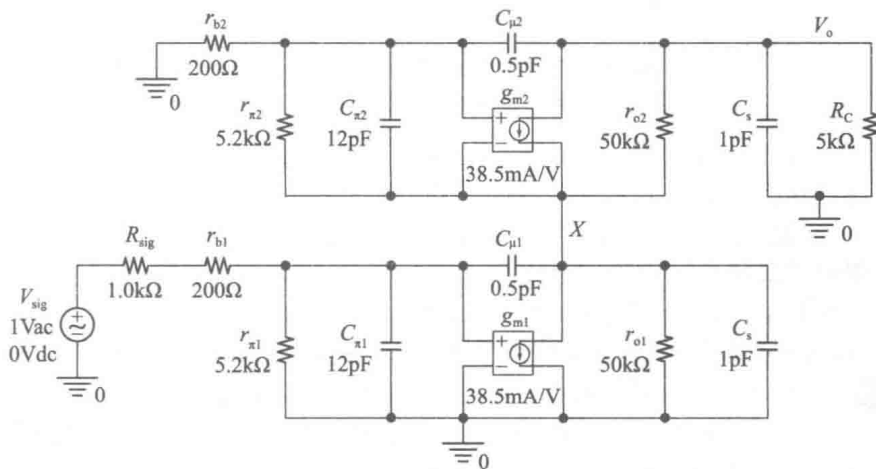 r_b2
200Ω
0
r_π2
5.2kΩ
C_π2
12pF
C_μ2
0.5pF
g_m2
38.5mA/V
r_o2
50kΩ
V_o
C_s
1pF
R_C
5kΩ
0
X
V_sig
1Vac
0Vdc
0
R_sig
1.0kΩ
r_b1
200Ω
r_π1
5.2kΩ
C_π1
12pF
C_μ1
0.5pF
g_m1
38.5mA/V
r_o1
50kΩ
C_s
1pF
0